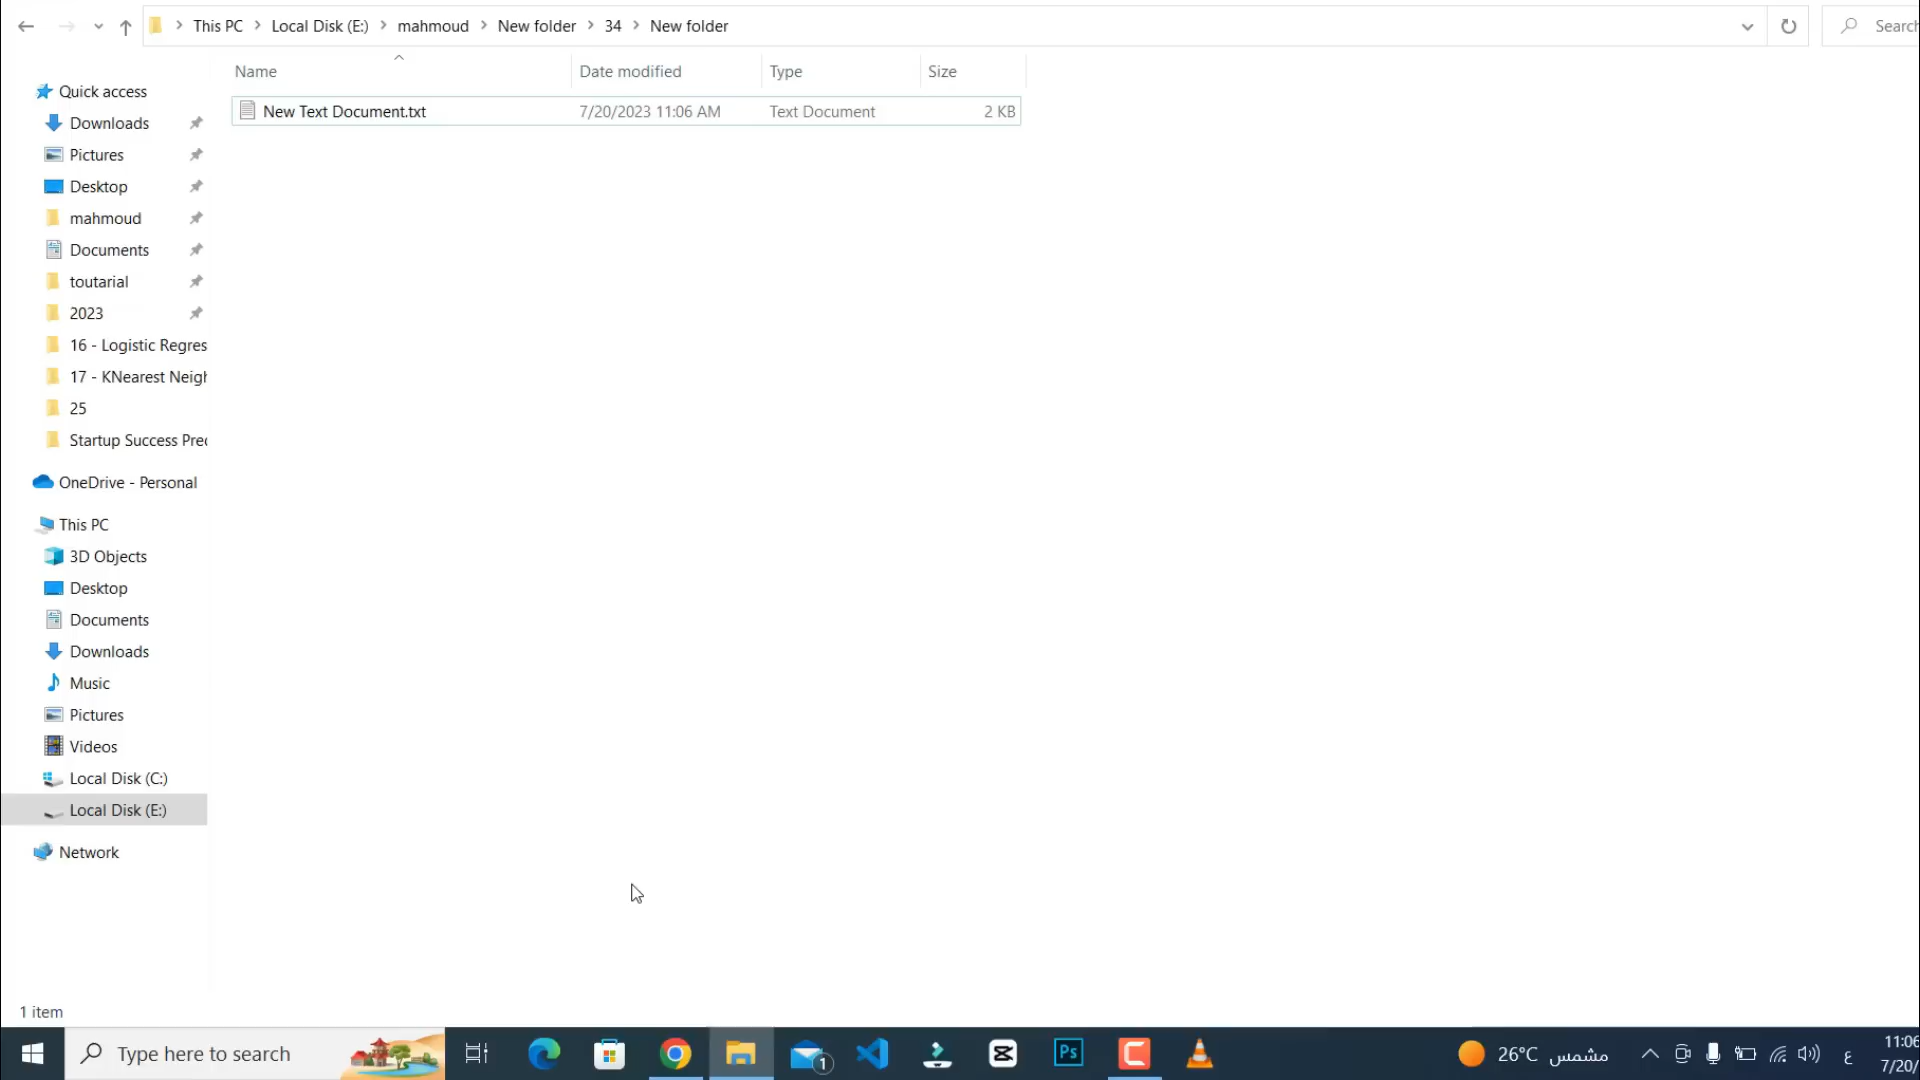 This PC > Local Disk (E:) > mahmoud > New folder > 34 > New folder
Search
Name Date modified Type Size
New Text Document.txt 7/20/2023 11:06 AM Text Document 2 KB
Quick access
Downloads
Pictures
Desktop
mahmoud
Documents
toutarial
2023
16 - Logistic Regres
17 - KNearest Neigh
25
Startup Success Prec
OneDrive - Personal
This PC
3D Objects
Desktop
Documents
Downloads
Music
Pictures
Videos
Local Disk (C:)
Local Disk (E:)
Network
1 item
Type here to search
1
Ps
26°C مشمس
ع
11:06
7/20/